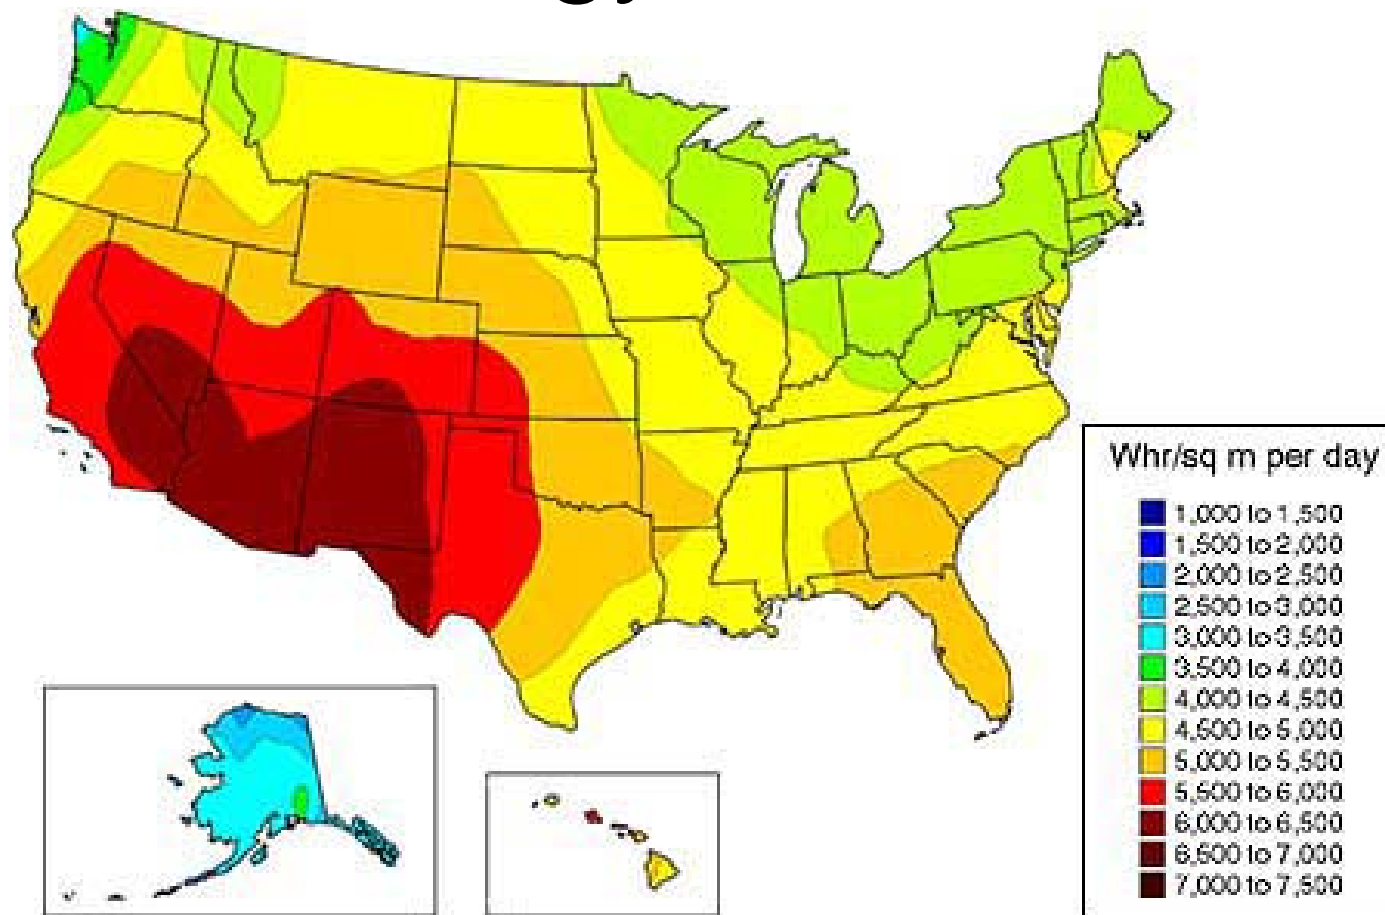 Whr/sq m per day
1,000 to 1,500
1,500 to 2,000
2,000 to 2,500
2,500 to 3,000
3,000 to 3,500
3,500 to 4,000
4,000 to 4,500
4,500 to 5,000
5,000 to 5,500
5,500 to 6,000
6,000 to 6,500
6,500 to 7,000
7,000 to 7,500